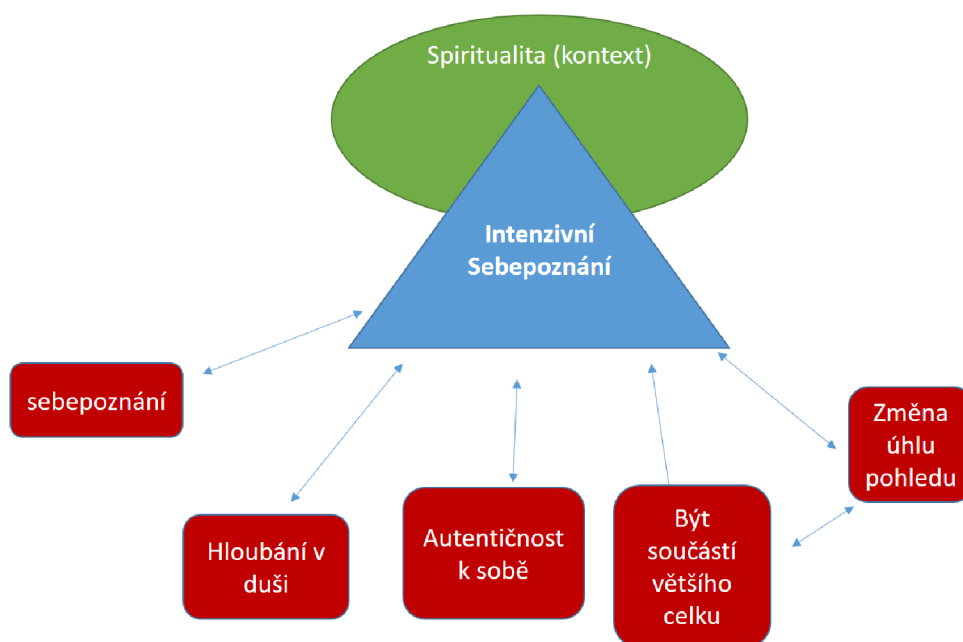 Spiritualita (kontext)
Intenzivní
Sebepoznání
sebepoznání
Hloubání v
duši
Autentičnost
k sobě
Být
součástí
většího
celku
Změna
úhlu
pohledu